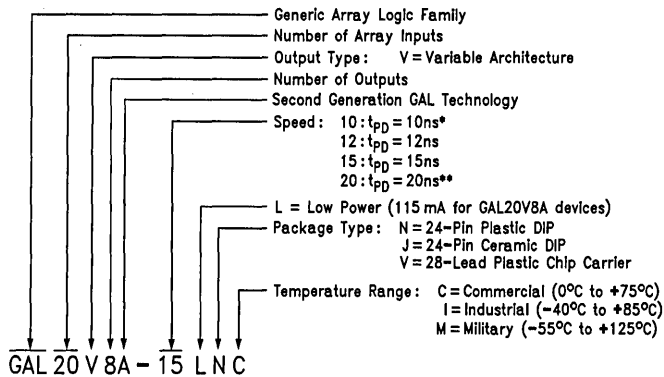 Generic Array Logic Family
Number of Array Inputs
Output Type: V = Variable Architecture
Number of Outputs
Second Generation GAL Technology
Speed: 10:tPD = 10ns*
12:tPD = 12ns
15:tPD = 15ns
20:tPD = 20ns**
L = Low Power (115 mA for GAL20V8A devices)
Package Type: N = 24-Pin Plastic DIP
J = 24-Pin Ceramic DIP
V = 28-Lead Plastic Chip Carrier
Temperature Range: C = Commercial (0°C to +75°C)
I = Industrial (-40°C to +85°C)
M = Military (-55°C to +125°C)
GAL 20 V 8 A - 15 L N C